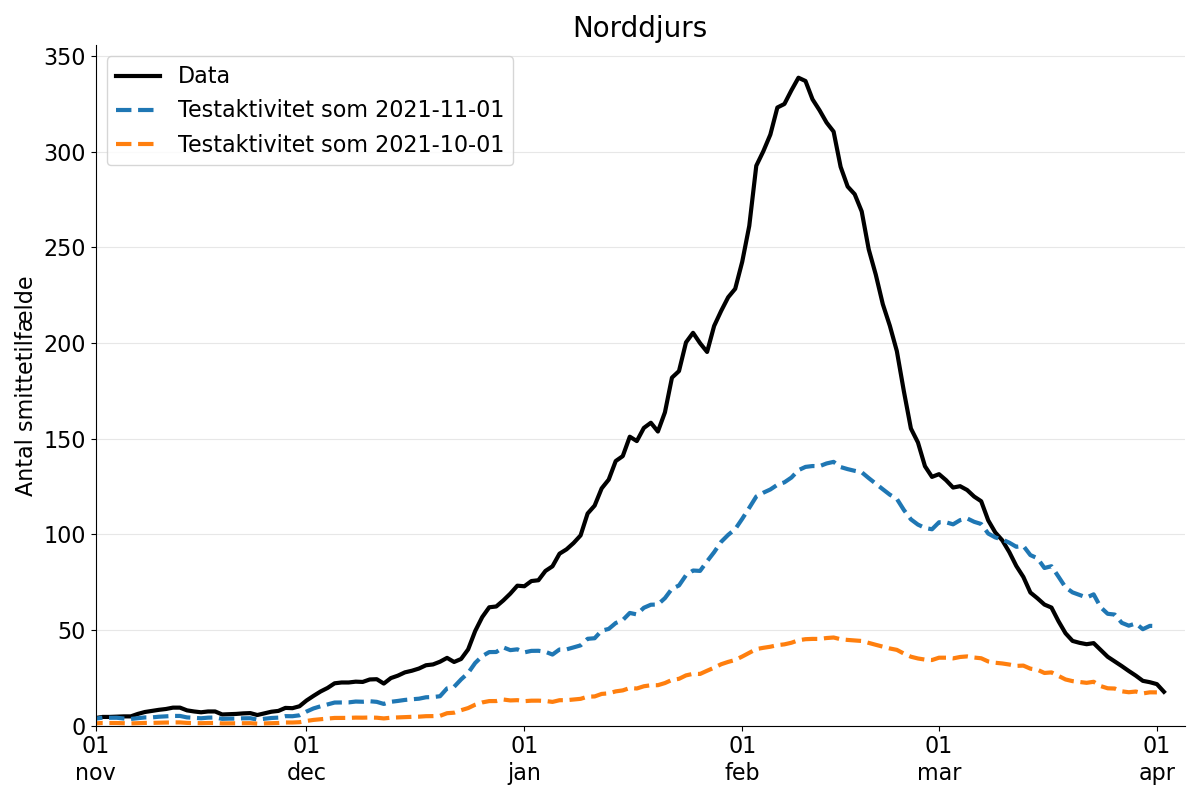 Norddjurs
Data
Testaktivitet som 2021-11-01
Testaktivitet som 2021-10-01
Antal smittetilfælde
350
300
250
200
150
100
50
0
01 01 01 01 01 01
nov dec jan feb mar apr